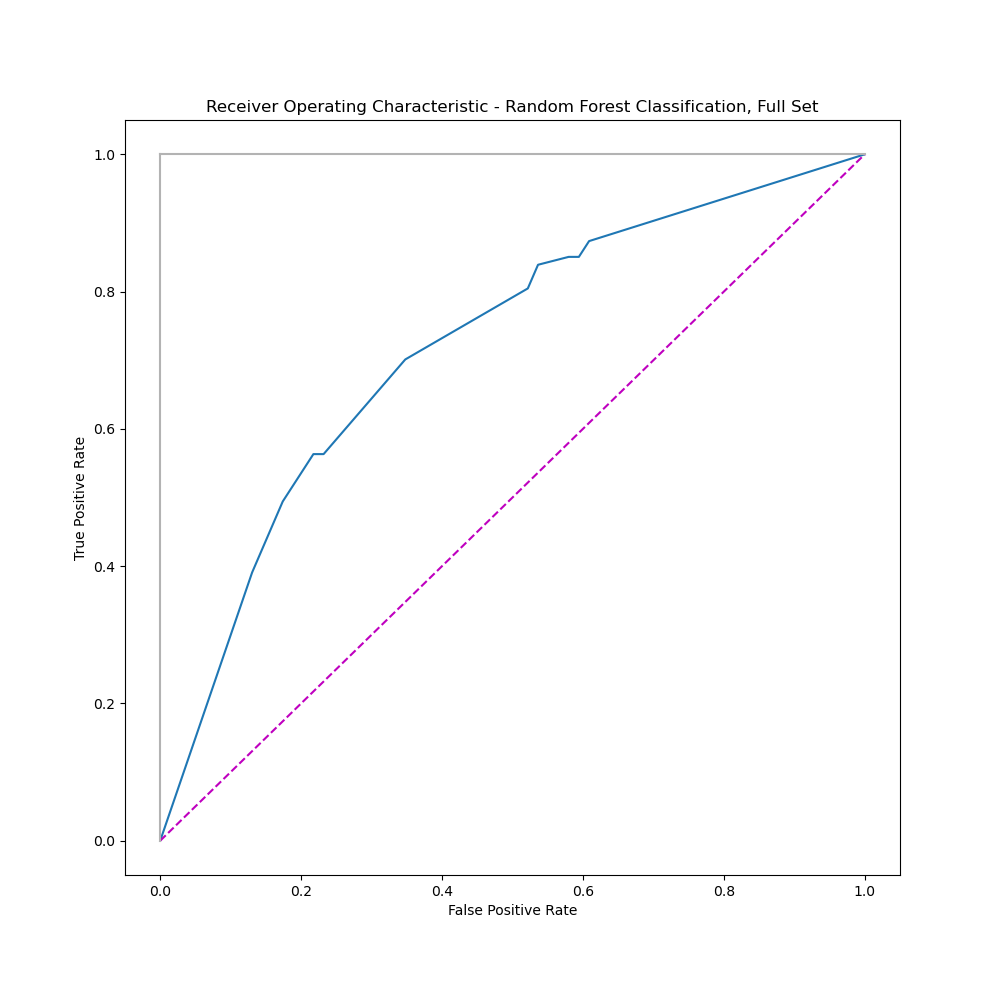 Receiver Operating Characteristic - Random Forest Classification, Full Set
1.0
0.8
0.6
0.4
0.2
0.0
True Positive Rate
0.0 0.2 0.4 0.6 0.8 1.0
False Positive Rate